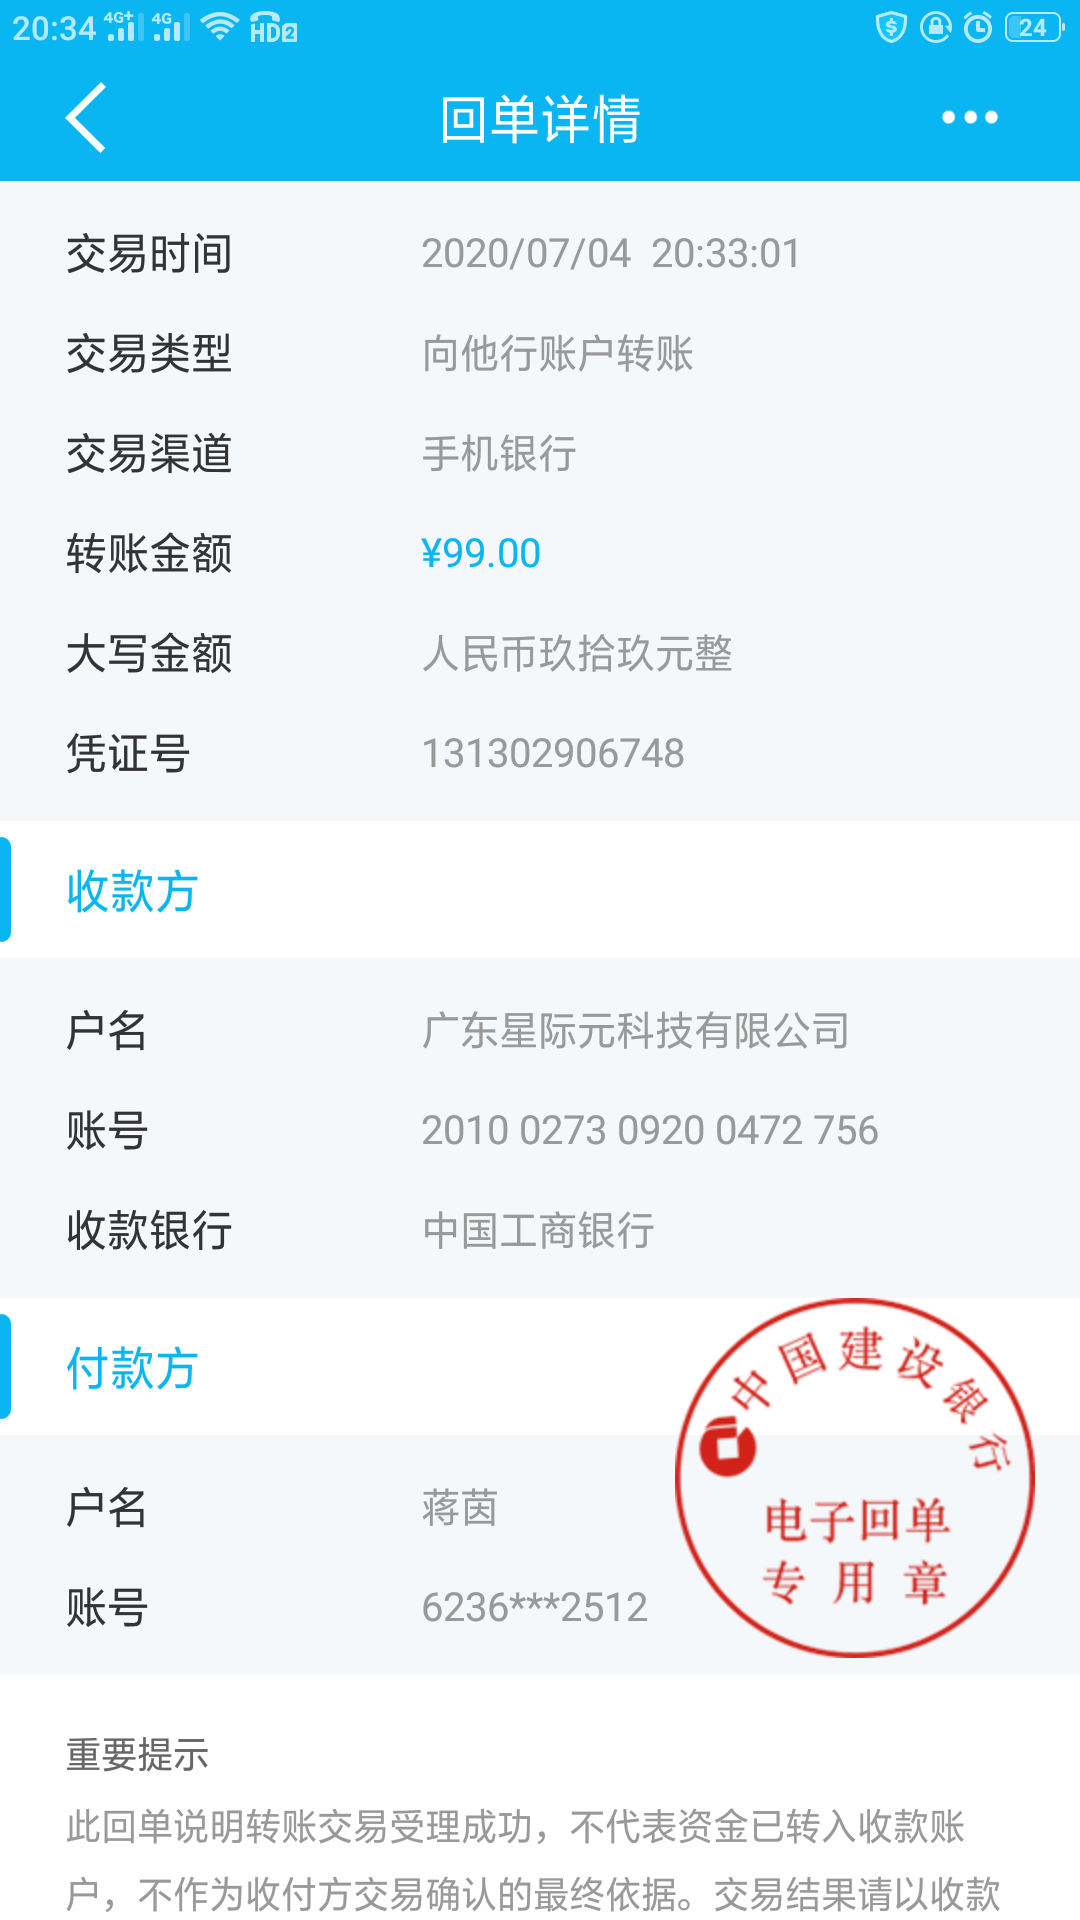 20:34 4G+ 4G HD2 24
回单详情
交易时间 2020/07/04 20:33:01
交易类型 向他行账户转账
交易渠道 手机银行
转账金额 ¥99.00
大写金额 人民币玖拾玖元整
凭证号 131302906748
收款方
户名 广东星际元科技有限公司
账号 2010 0273 0920 0472 756
收款银行 中国工商银行
付款方
户名 蒋茵
账号 6236***2512
中国建设银行
电子回单
专用章
重要提示
此回单说明转账交易受理成功，不代表资金已转入收款账
户，不作为收付方交易确认的最终依据。交易结果请以收款